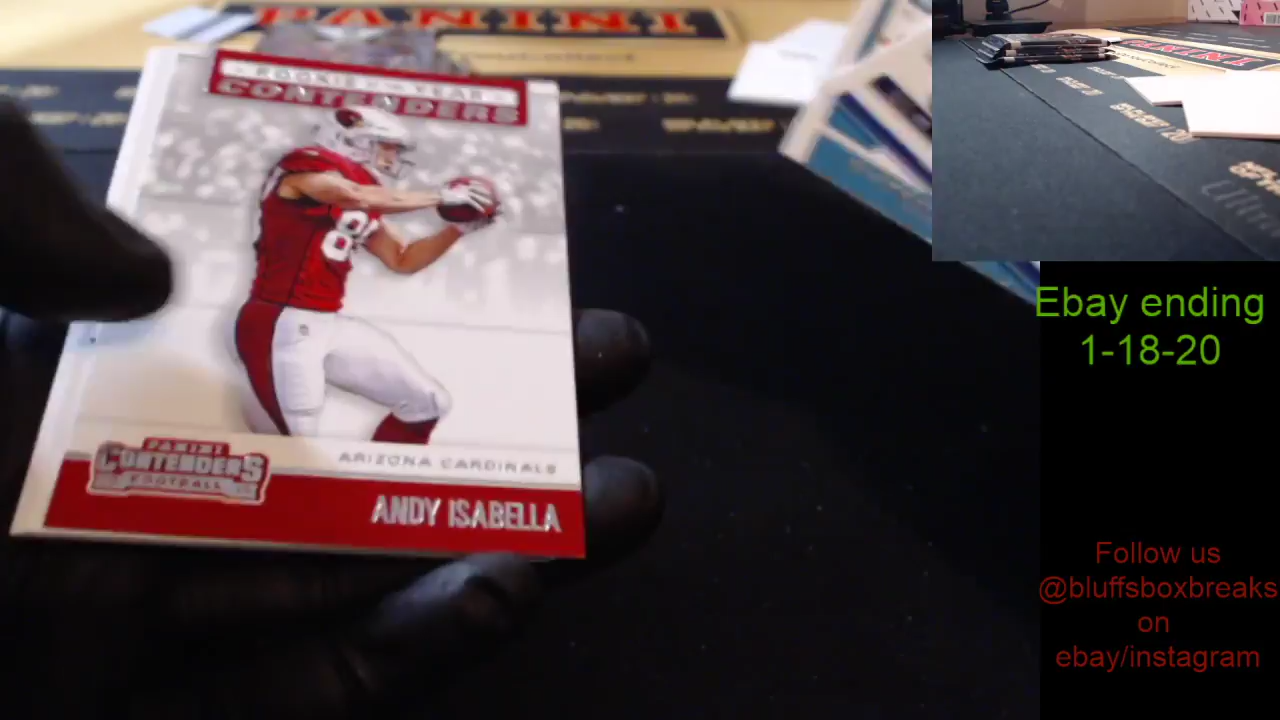 PANINI
ROOKIE OF THE YEAR
CONTENDERS
PANINI
CONTENDERS
FOOTBALL
ARIZONA CARDINALS
ANDY ISABELLA
PANINI
Ebay ending
1-18-20
Follow us
@bluffsboxbreaks
on
ebay/instagram